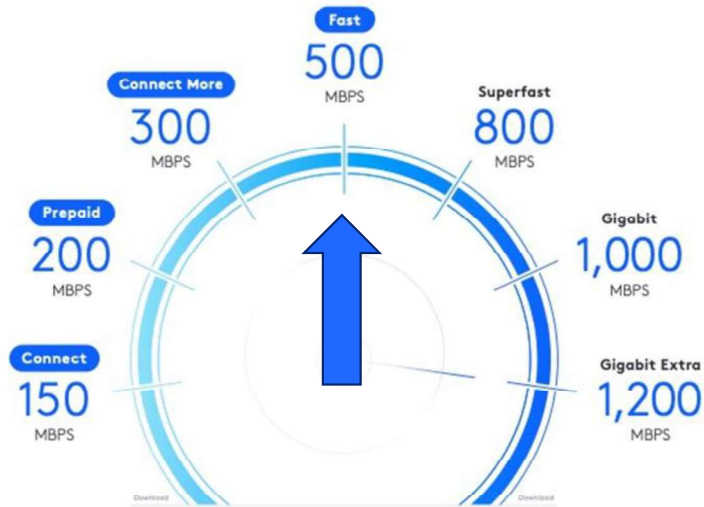 Fast
500
MBPS
Connect More
300
MBPS
Superfast
800
MBPS
Prepaid
200
MBPS
Gigabit
1,000
MBPS
Connect
150
MBPS
Gigabit Extra
1,200
MBPS
Download
Download